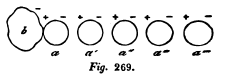 − + − + − + − + − + −
b
a a' a'' a''' a''''
Fig. 269.